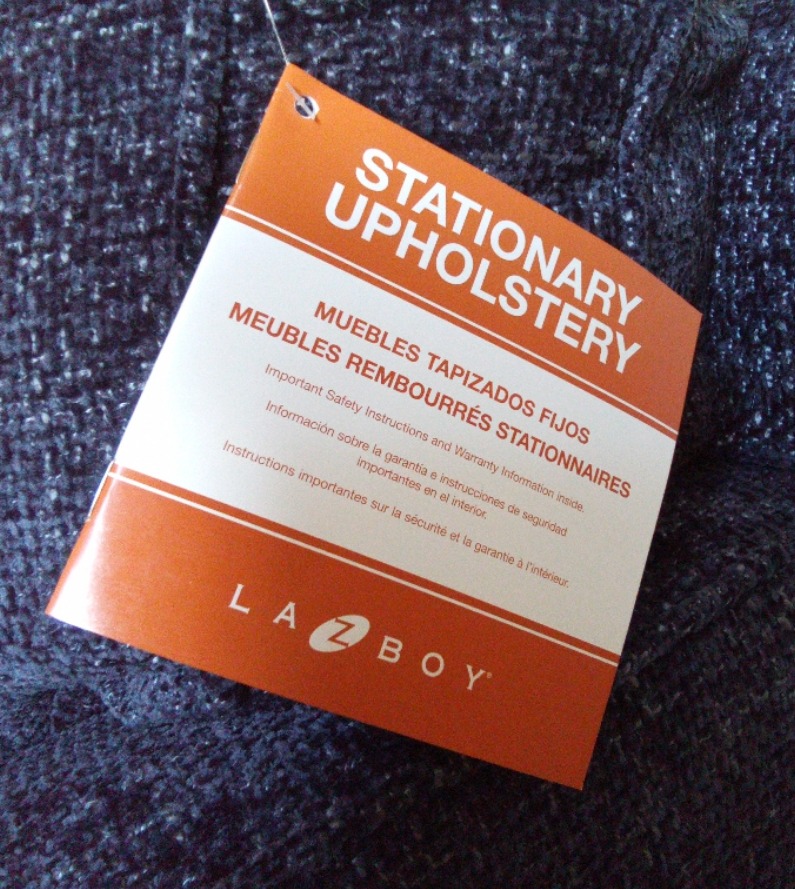 STATIONARY
UPHOLSTERY
MUEBLES TAPIZADOS FIJOS
MEUBLES REMBOURRÉS STATIONNAIRES
Important Safety Instructions and Warranty Information inside.
Información sobre la garantía e instrucciones de seguridad
importantes en el interior.
Instructions importantes sur la sécurité et la garantie à l'intérieur.
LA Z BOY®